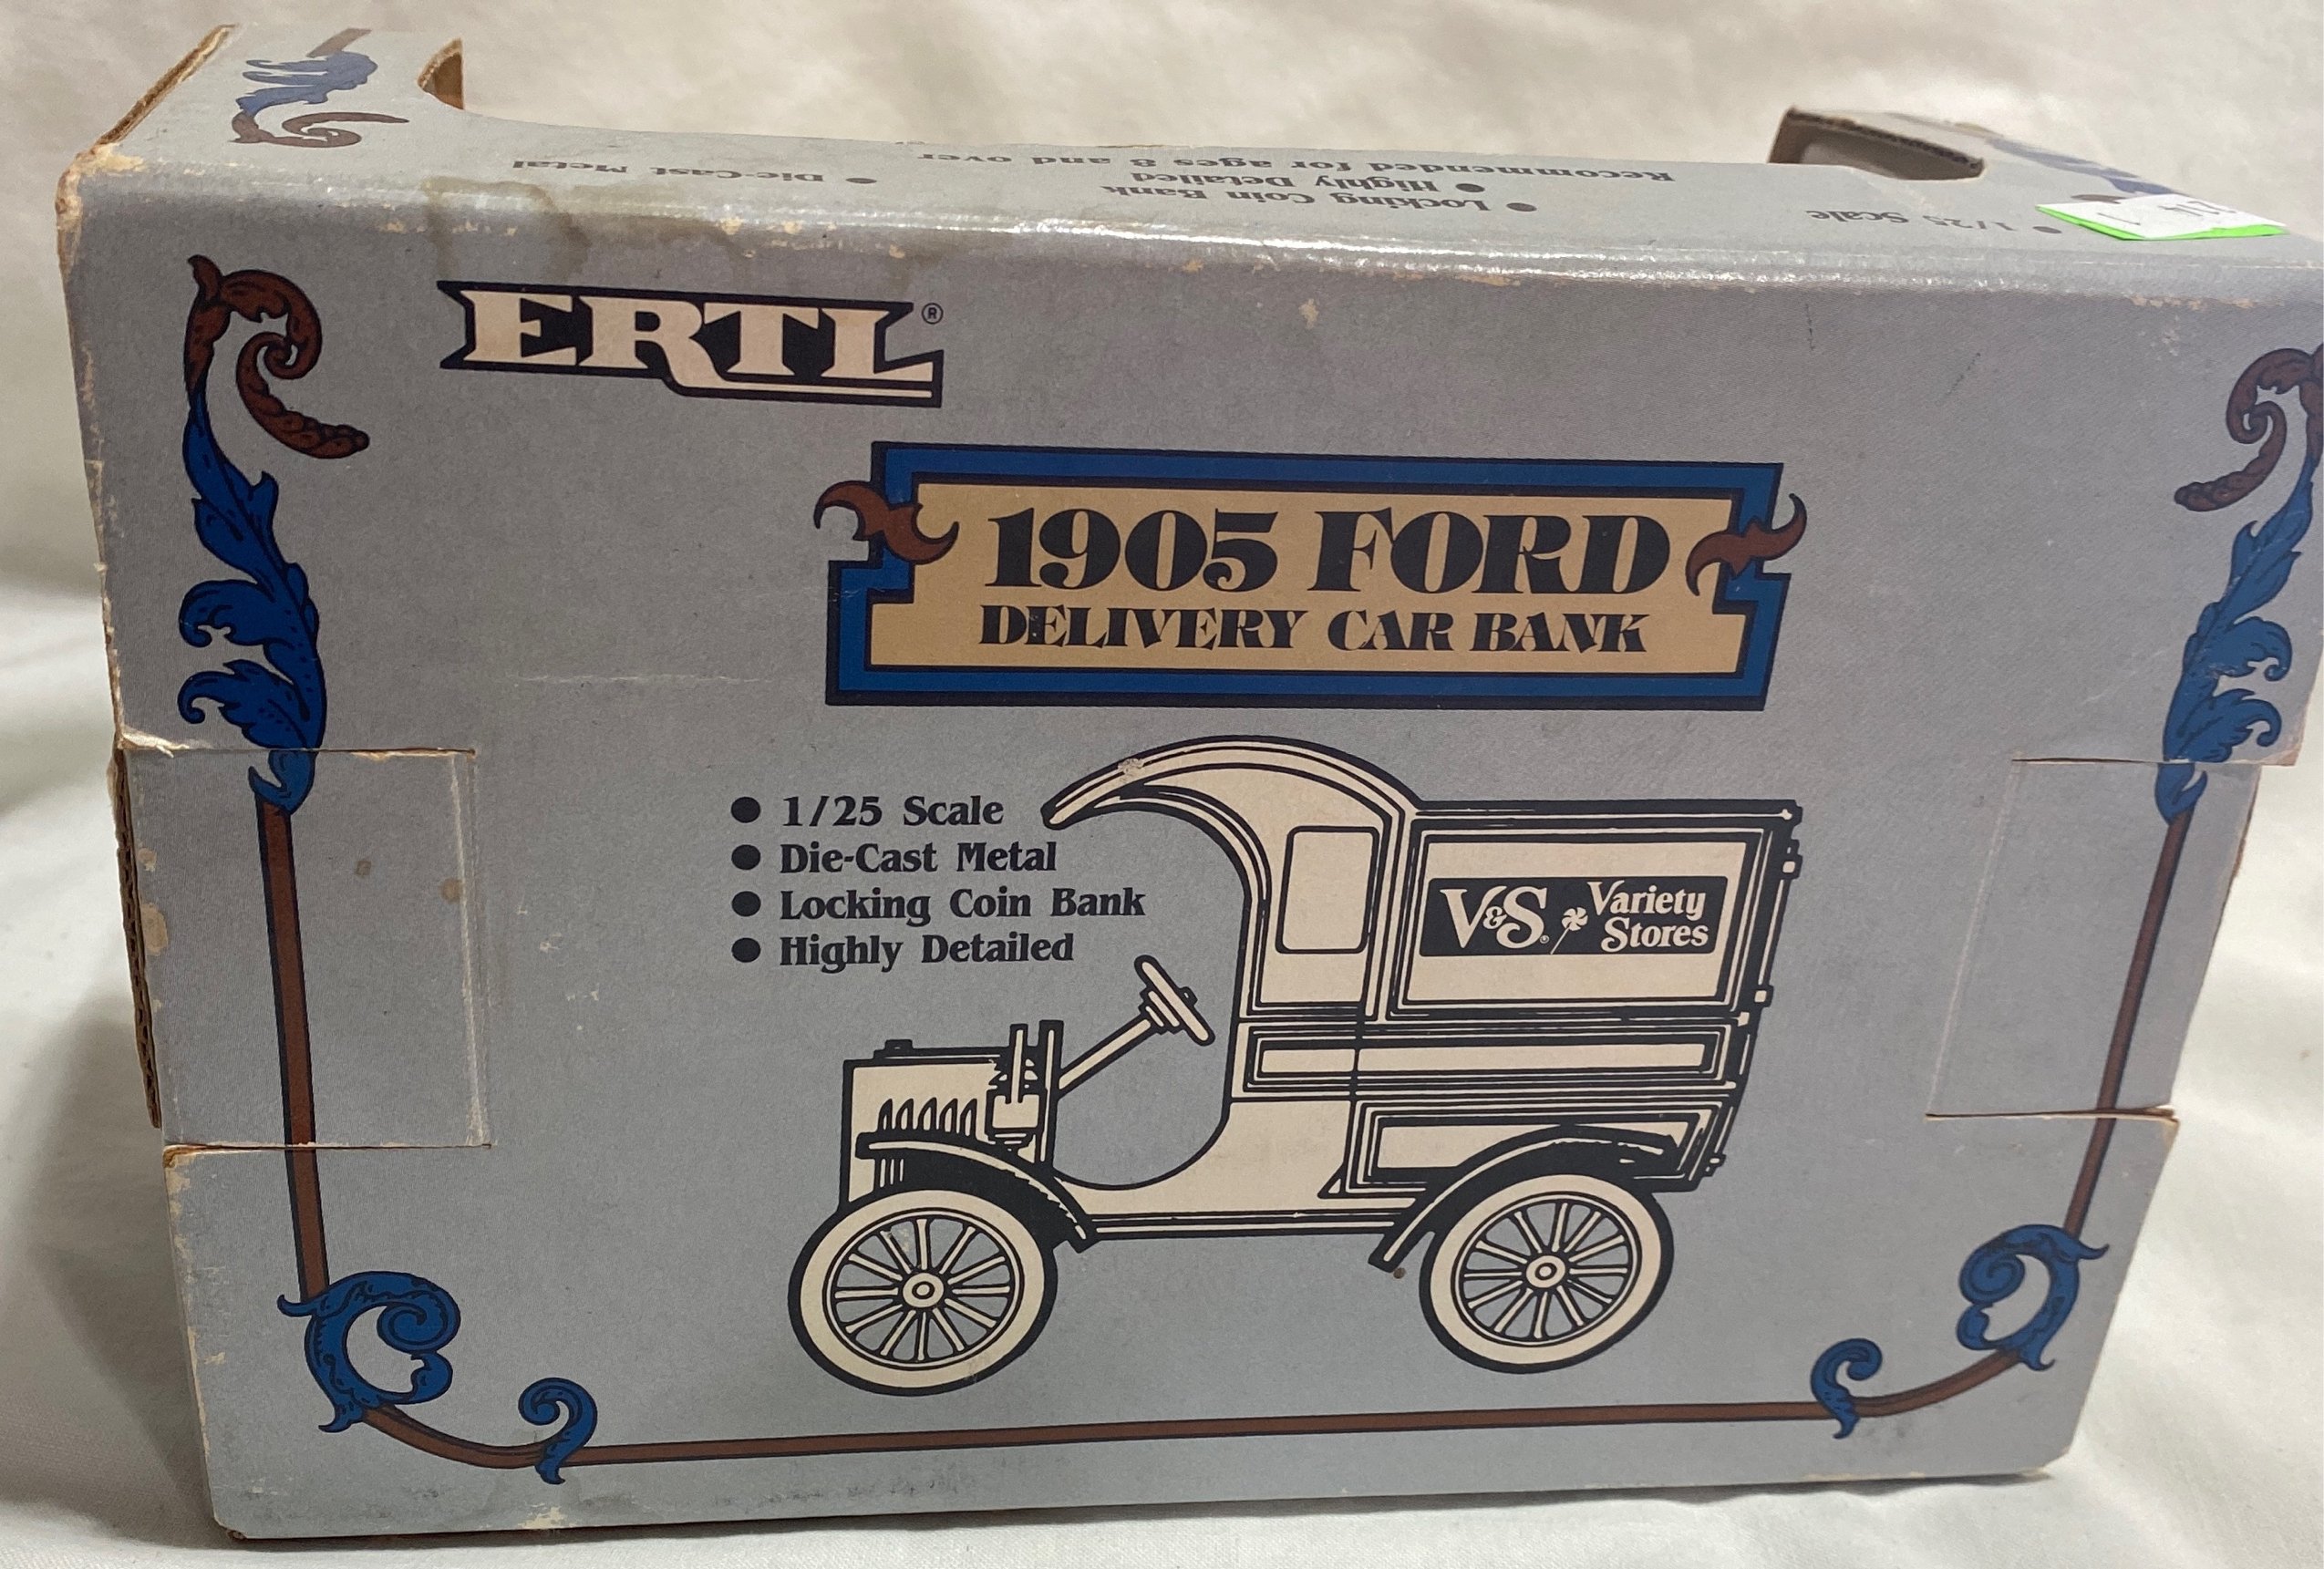 • Die-Cast Metal
Recommended for ages 8 and over
• Highly Detailed
• Locking Coin Bank
• 1/25 Scale
ERTL®
1905 FORD
DELIVERY CAR BANK
• 1/25 Scale
• Die-Cast Metal
• Locking Coin Bank
• Highly Detailed
V&S® Variety
Stores